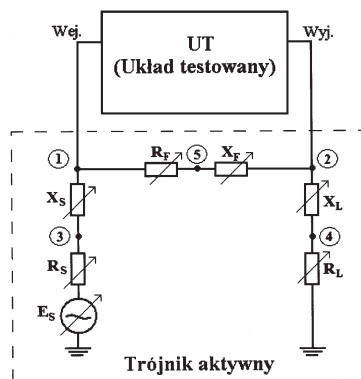 Wej.
UT
Wyj.
(Układ testowany)
1
R_F
5
X_F
2
X_S
X_L
3
4
R_S
R_L
E_S
Trójnik aktywny